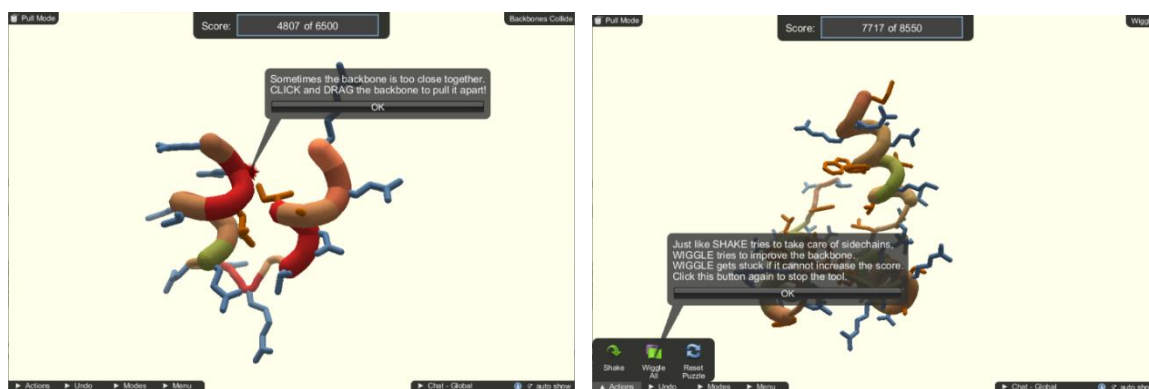 Pull Mode
Score: 4807 of 6500
Backbones Collide
Sometimes the backbone is too close together.
CLICK and DRAG the backbone to pull it apart!
OK
► Actions ► Undo ► Modes ► Menu
► Chat - Global
auto show
Pull Mode
Score: 7717 of 8550
Wiggl
Just like SHAKE tries to take care of sidechains,
WIGGLE tries to improve the backbone.
WIGGLE gets stuck if it cannot increase the score.
Click this button again to stop the tool.
OK
Shake
Wiggle All
Reset Puzzle
▲ Actions ► Undo ► Modes ► Menu
► Chat - Global
auto show